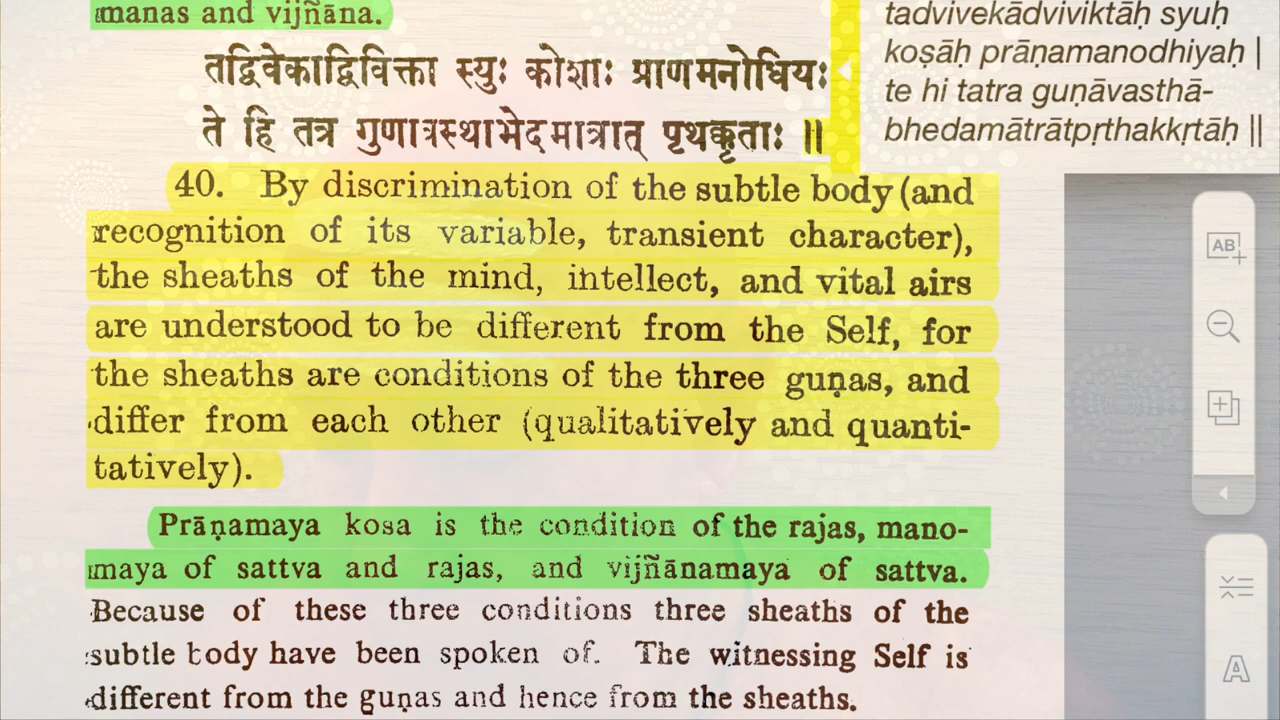 manas and vijñāna.
तद्विवेकाद्विविक्ता स्युः कोशाः प्राणमनोधियः
ते हि तत्र गुणात्रस्थाभेदमात्रात् पृथक्कृताः ॥
40. By discrimination of the subtle body (and
recognition of its variable, transient character),
the sheaths of the mind, intellect, and vital airs
are understood to be different from the Self, for
the sheaths are conditions of the three guṇas, and
differ from each other (qualitatively and quanti-
tatively).
Prāṇamaya kosa is the condition of the rajas, mano-
maya of sattva and rajas, and vijñānamaya of sattva.
Because of these three conditions three sheaths of the
subtle body have been spoken of. The witnessing Self is
different from the guṇas and hence from the sheaths.
tadvivekādviviktāḥ syuḥ
koṣāḥ prāṇamanodhiyaḥ |
te hi tatra guṇāvasthā-
bhedamātrātpṛthakkṛtāḥ ||
AB
A